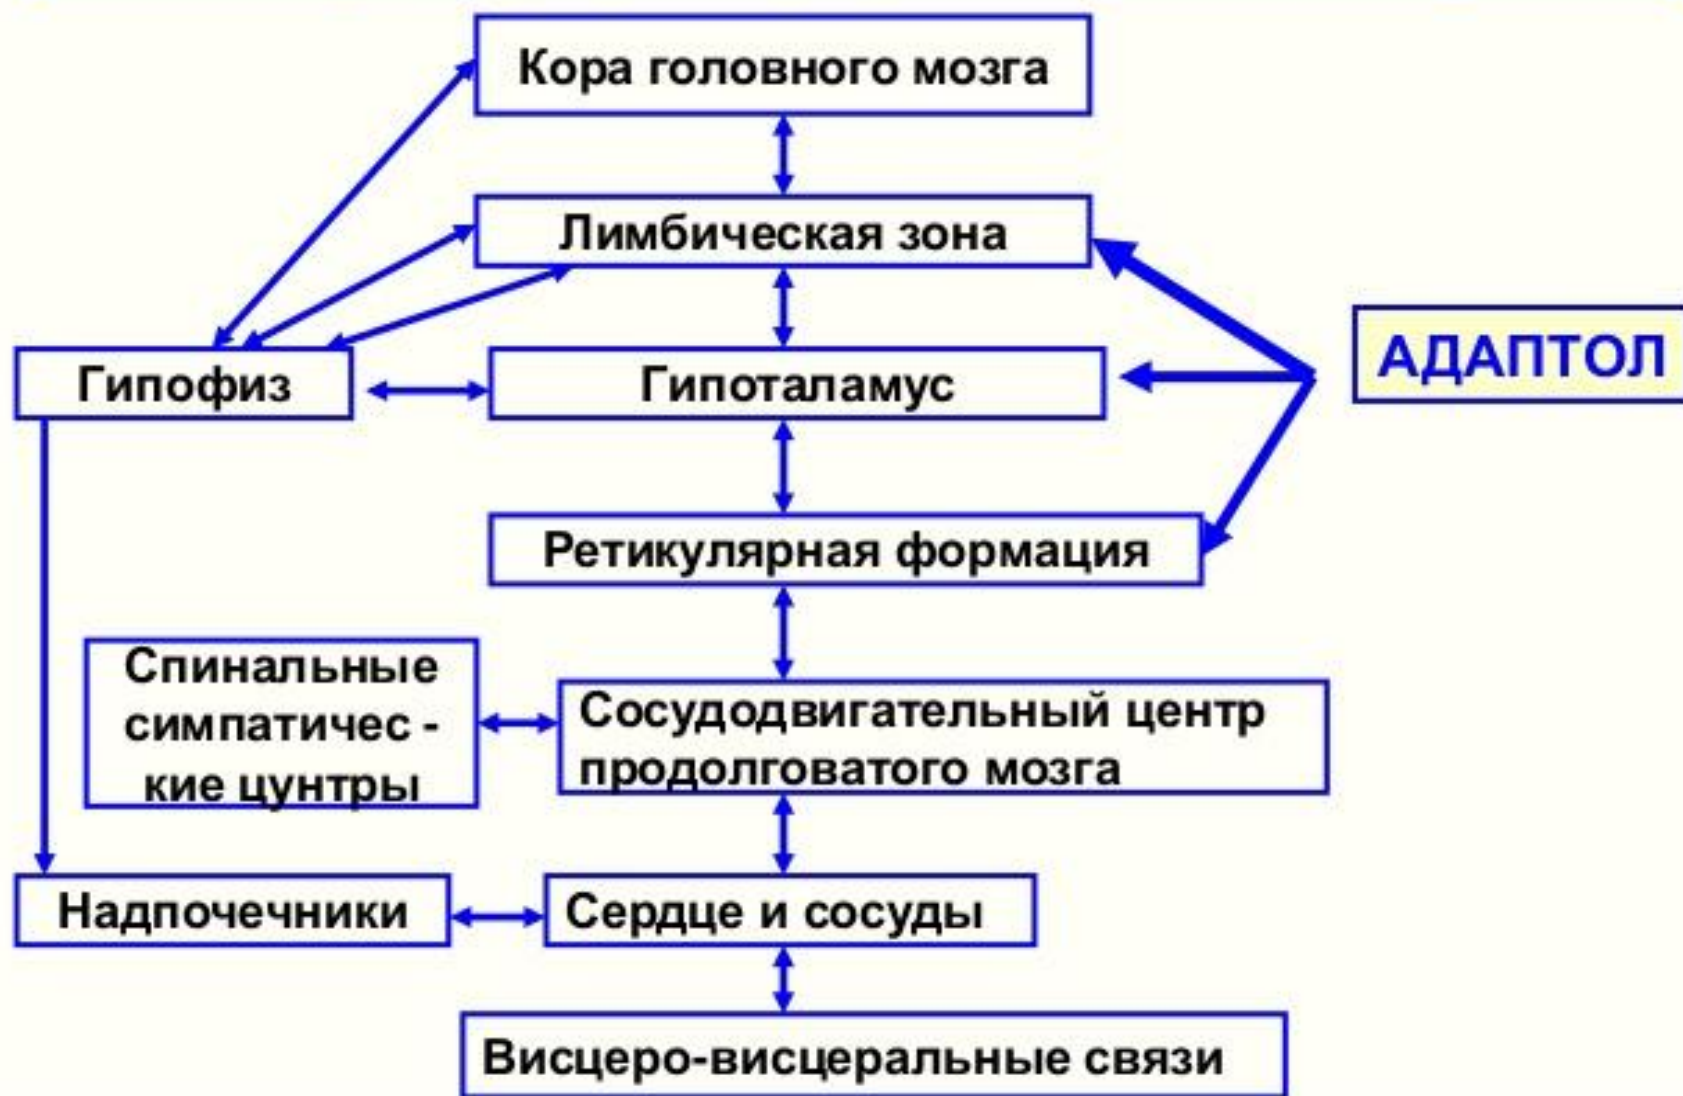 Кора головного мозга
Лимбическая зона
АДАПТОЛ
Гипофиз
Гипоталамус
Ретикулярная формация
Спинальные
симпатичес -
кие цунтры
Сосудодвигательный центр
продолговатого мозга
Надпочечники
Сердце и сосуды
Висцеро-висцеральные связи